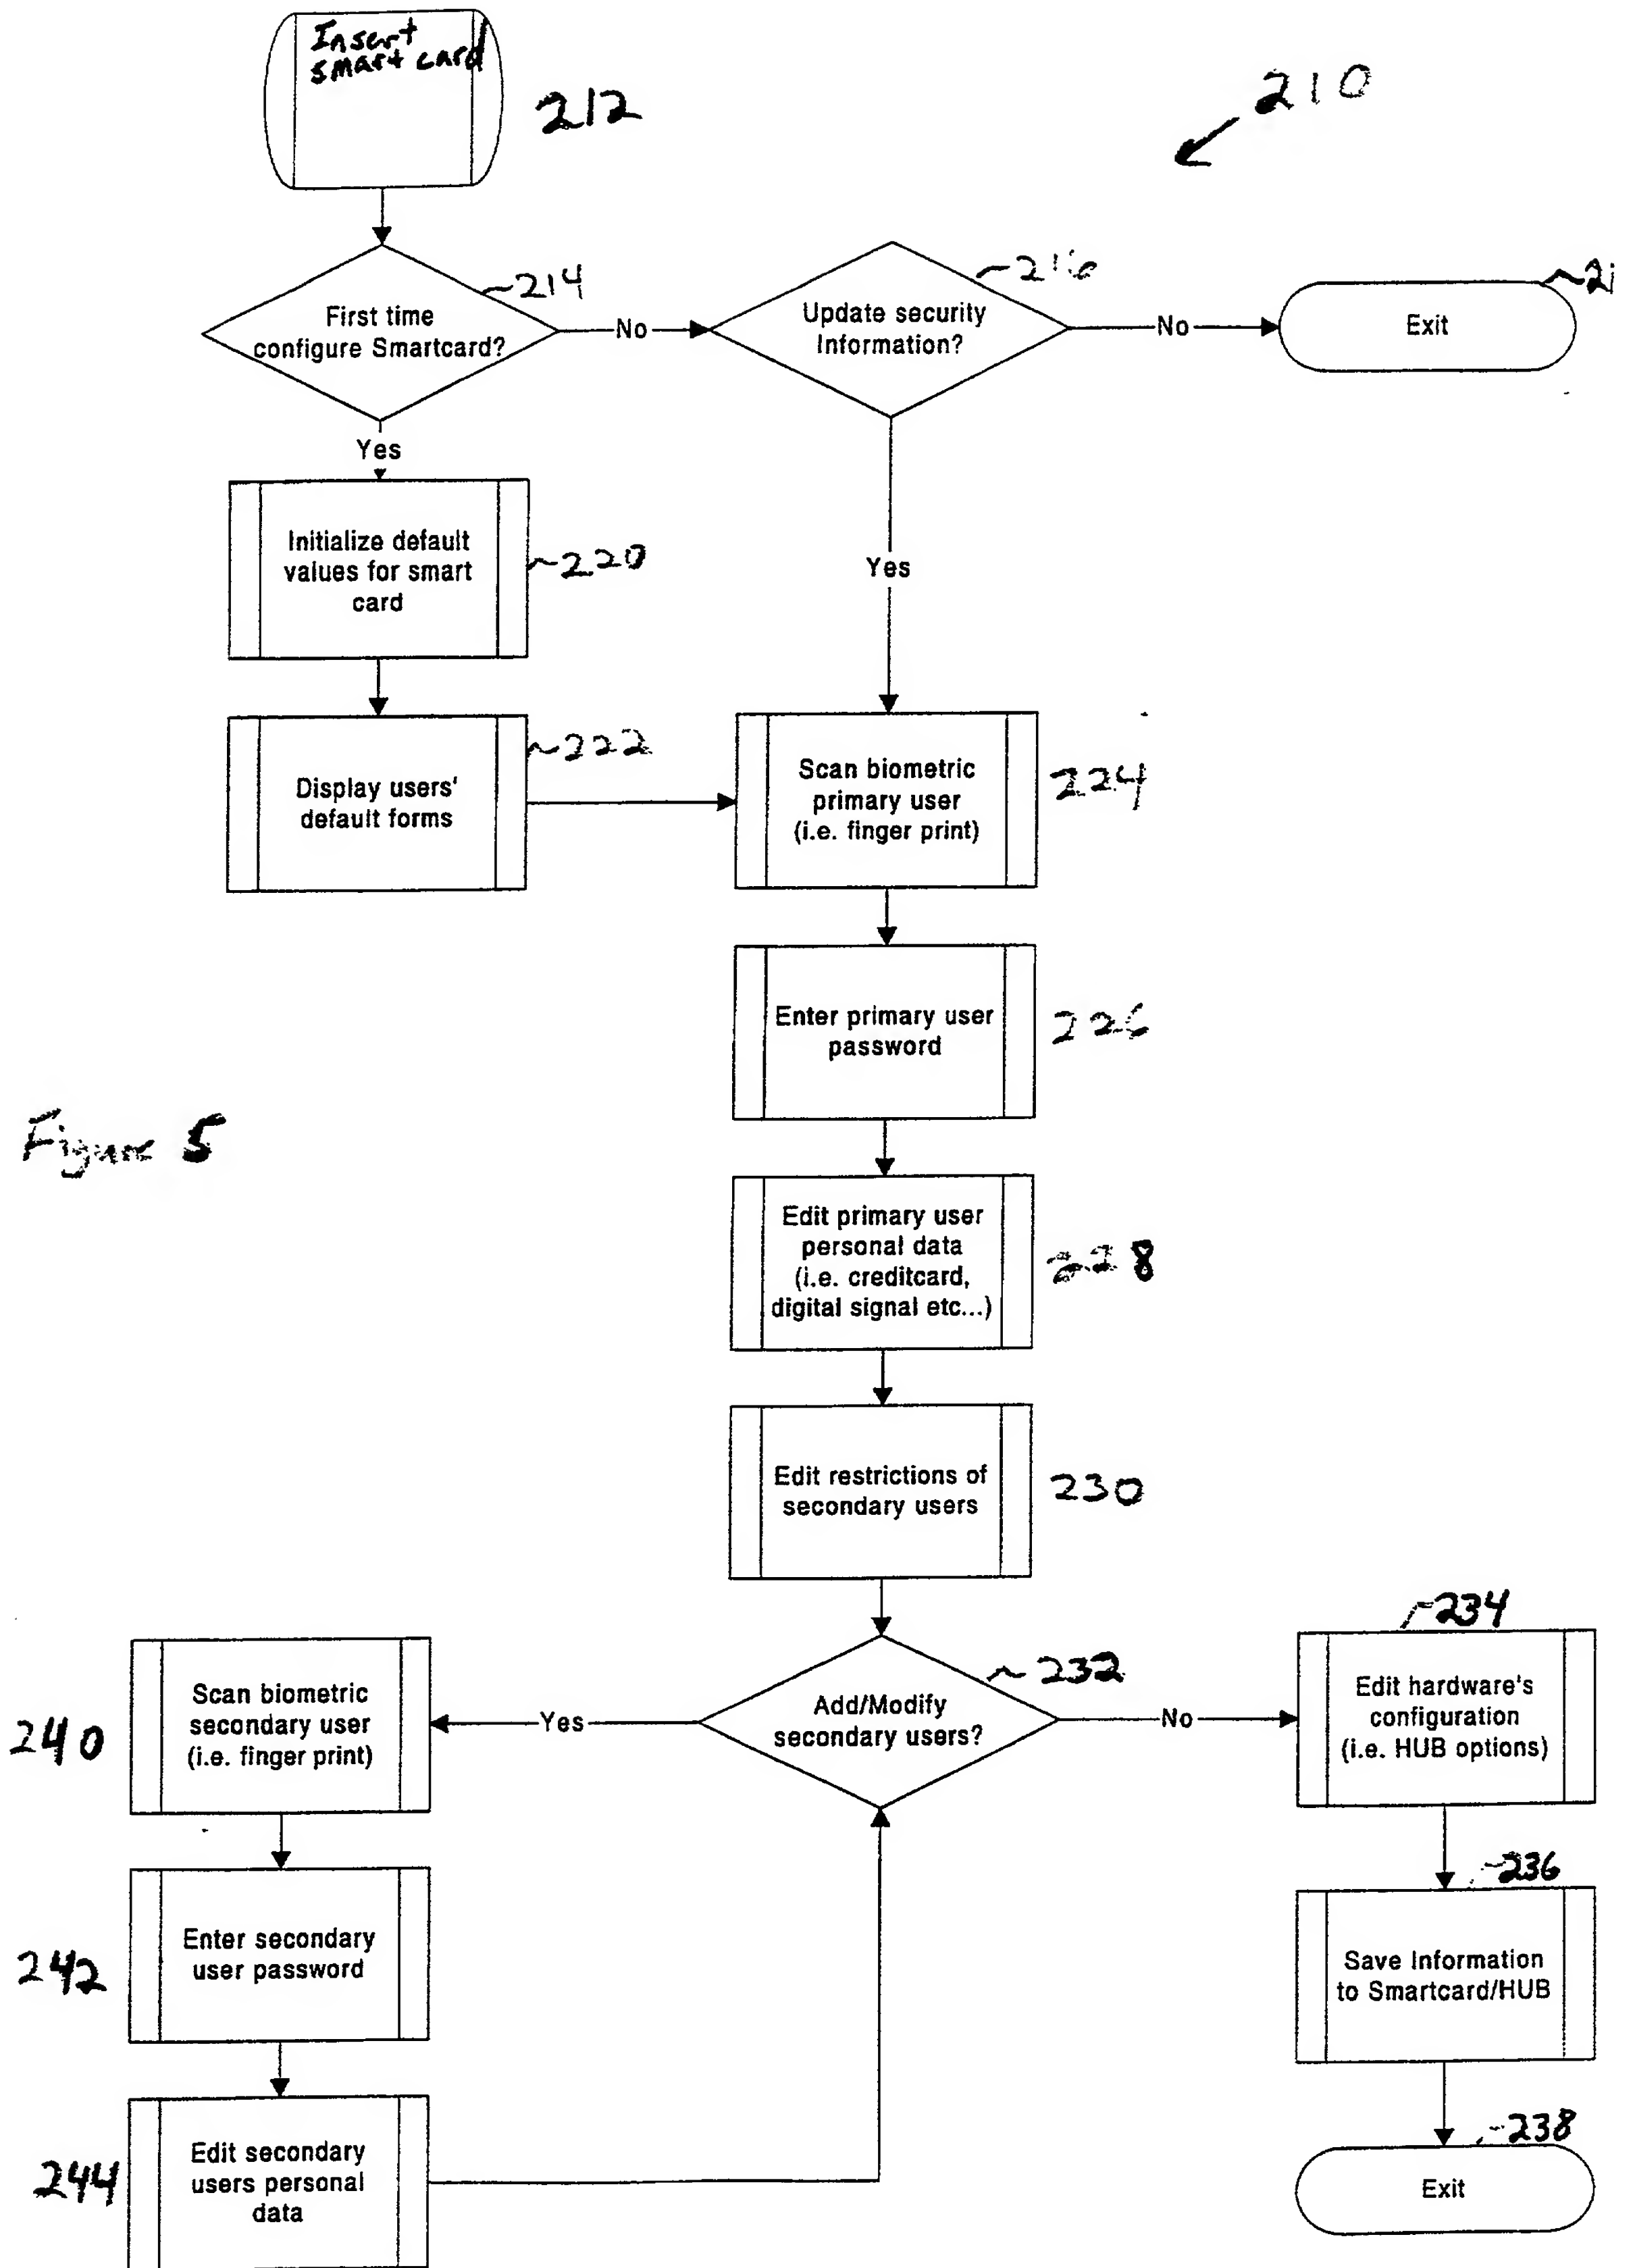 Insert
smart card
212
210
First time
configure Smartcard?
~214
No
Update security
Information?
~216
No
Exit
~21
Yes
Initialize default
values for smart
card
~220
Yes
Display users'
default forms
~222
Scan biometric
primary user
(i.e. finger print)
224
Enter primary user
password
226
Figure 5
Edit primary user
personal data
(i.e. creditcard,
digital signal etc...)
228
Edit restrictions of
secondary users
230
Add/Modify
secondary users?
~232
Yes
No
240
Scan biometric
secondary user
(i.e. finger print)
~234
Edit hardware's
configuration
(i.e. HUB options)
242
Enter secondary
user password
~236
Save Information
to Smartcard/HUB
244
Edit secondary
users personal
data
~238
Exit